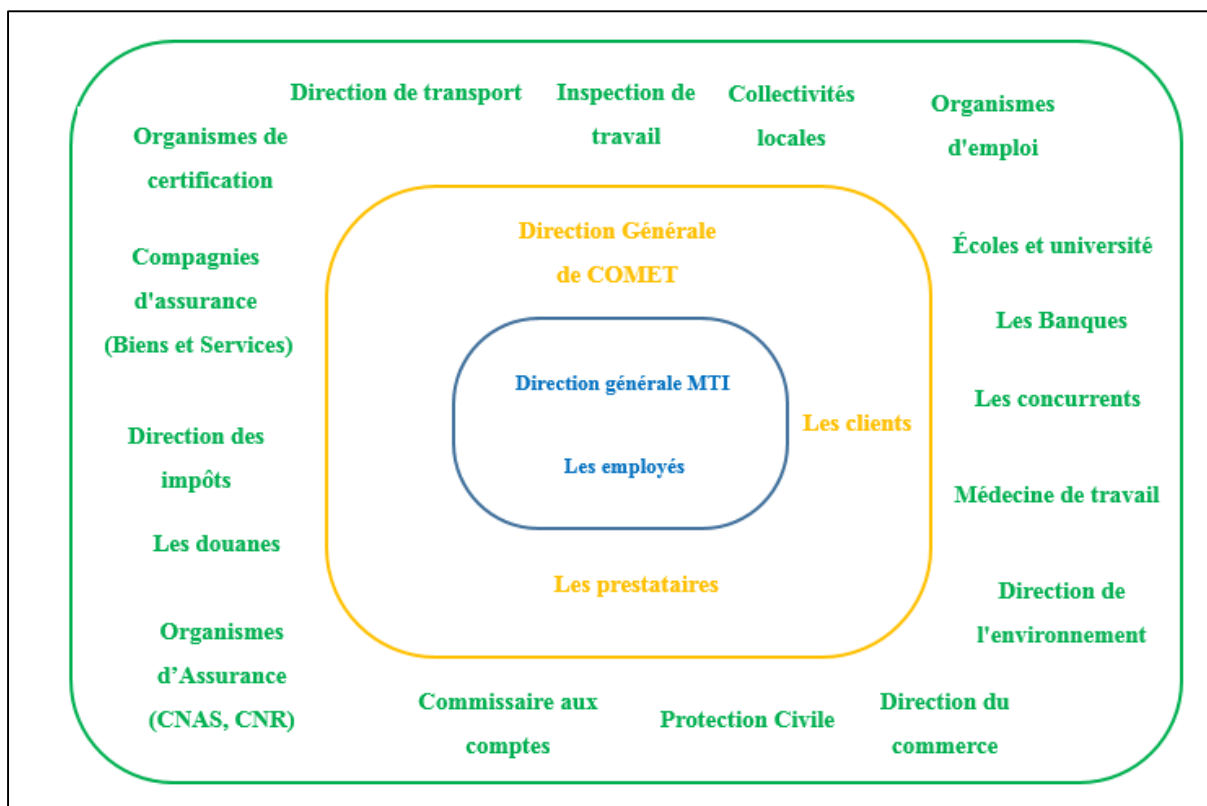 Direction de transport
Inspection de
travail
Collectivités
locales
Organismes
d'emploi
Organismes de
certification
Compagnies
d'assurance
(Biens et Services)
Direction des
impôts
Les douanes
Organismes
d’Assurance
(CNAS, CNR)
Direction Générale
de COMET
Direction générale MTI
Les employés
Les clients
Les prestataires
Écoles et université
Les Banques
Les concurrents
Médecine de travail
Direction de
l'environnement
Commissaire aux
comptes
Protection Civile
Direction du
commerce